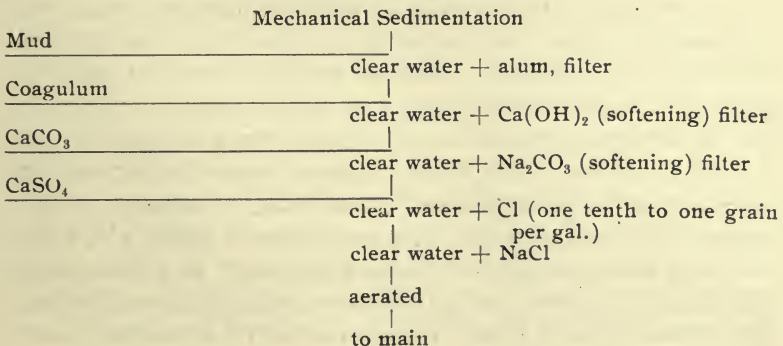 Mechanical Sedimentation
Mud
clear water + alum, filter
Coagulum
clear water + Ca(OH)₂ (softening) filter
CaCO₃
clear water + Na₂CO₃ (softening) filter
CaSO₄
clear water + Cl (one tenth to one grain
per gal.)
clear water + NaCl
aerated
to main